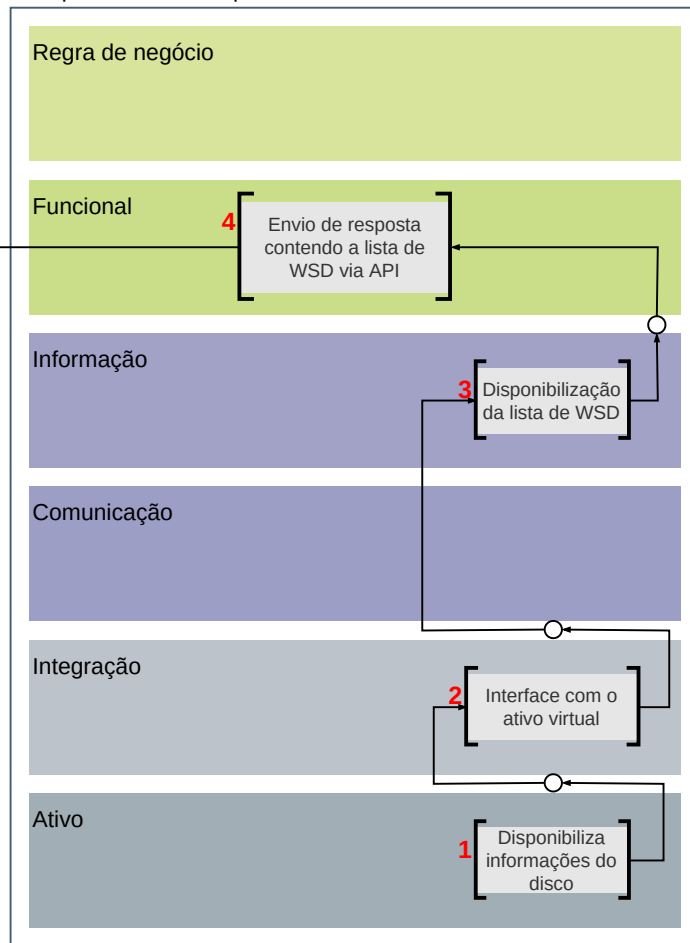 Regra de negócio
Funcional
4
Envio de resposta
contendo a lista de
WSD via API
Informação
3
Disponibilização
da lista de WSD
Comunicação
Integração
2
Interface com o
ativo virtual
Ativo
1
Disponibiliza
informações do
disco